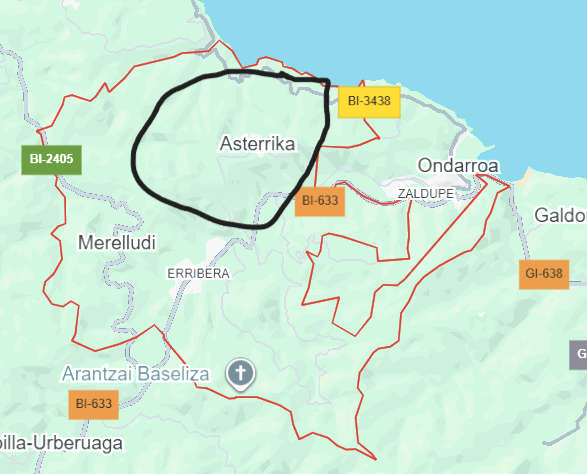 BI-3438
Asterrika
BI-2405
Ondarroa
ZALDUPE
BI-633
Galdo
Merelludi
ERRIBERA
GI-638
G
Arantzai Baseliza
BI-633
oilla-Urberuaga